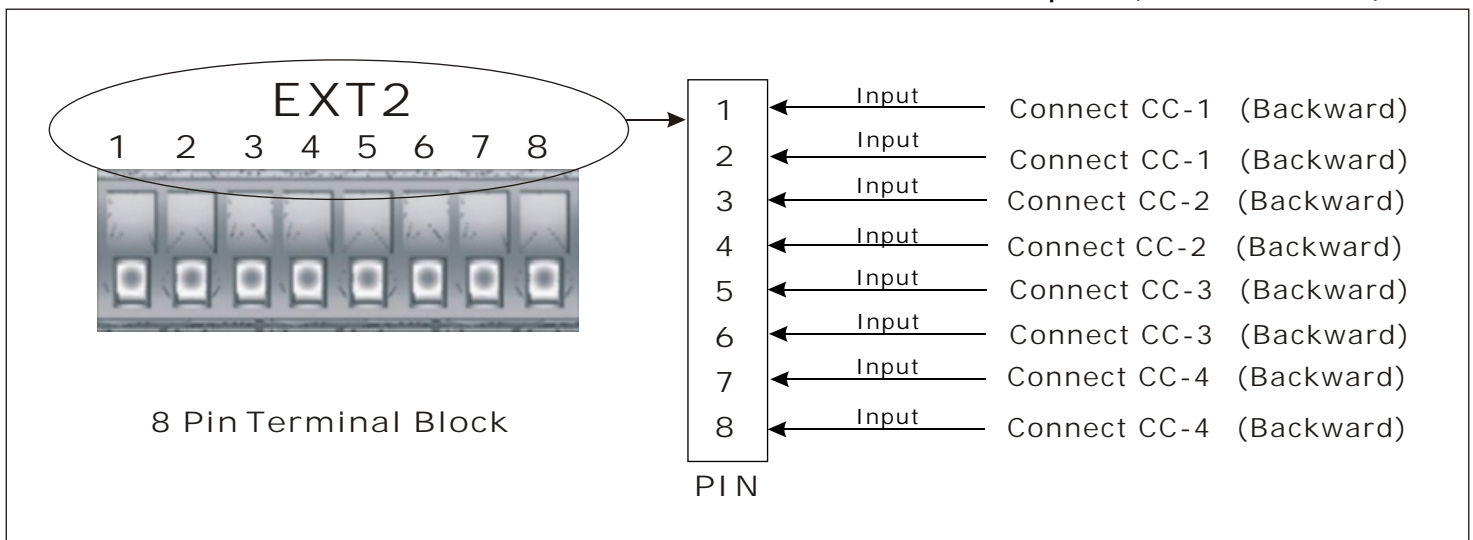 EXT2
1 2 3 4 5 6 7 8
8 Pin Terminal Block
1 Input Connect CC-1 (Backward)
2 Input Connect CC-1 (Backward)
3 Input Connect CC-2 (Backward)
4 Input Connect CC-2 (Backward)
5 Input Connect CC-3 (Backward)
6 Input Connect CC-3 (Backward)
7 Input Connect CC-4 (Backward)
8 Input Connect CC-4 (Backward)
PIN